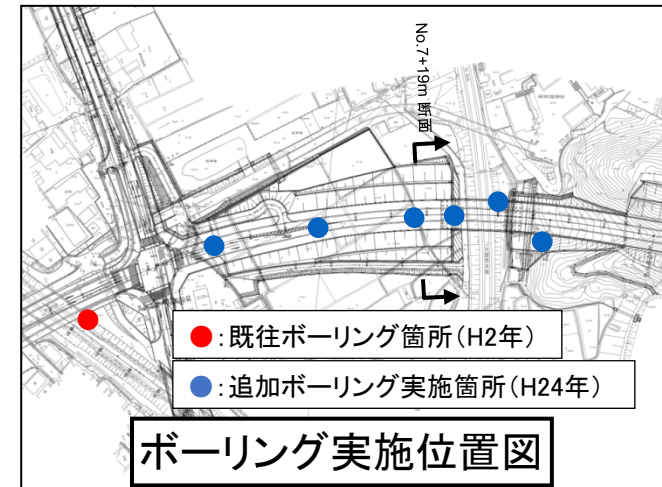 No.7+19m 断面
●:既往ボーリング箇所(H2年)
●:追加ボーリング実施箇所(H24年)
ボーリング実施位置図